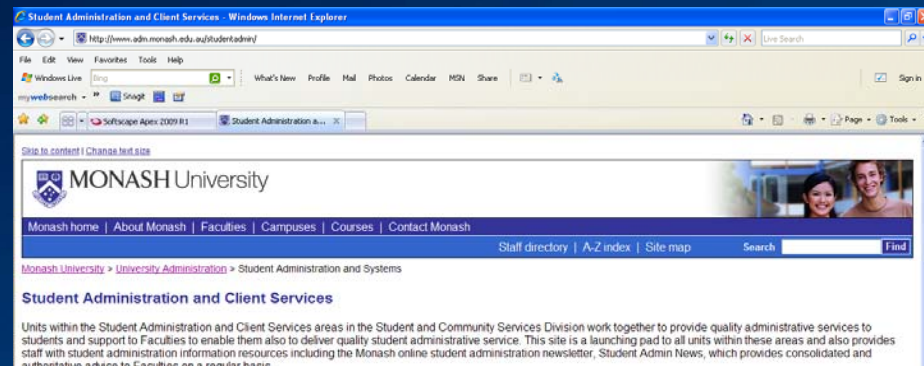 Student Administration and Client Services - Windows Internet Explorer
http://www.adm.monash.edu.au/studentadmin/
Live Search
File Edit View Favorites Tools Help
Windows Live Bing What's New Profile Mail Photos Calendar MSN Share Sign in
mywebsearch Snagit
Softscape Apex 2009 R1 Student Administration a... Page Tools
Skip to content | Change text size
MONASH University
Monash home | About Monash | Faculties | Campuses | Courses | Contact Monash
Staff directory | A-Z index | Site map Search Find
Monash University > University Administration > Student Administration and Systems
Student Administration and Client Services
Units within the Student Administration and Client Services areas in the Student and Community Services Division work together to provide quality administrative services to
students and support to Faculties to enable them also to deliver quality student administrative service. This site is a launching pad to all units within these areas and also provides
staff with student administration information resources including the Monash online student administration newsletter, Student Admin News, which provides consolidated and
authoritative advice to Faculties on a regular basis.